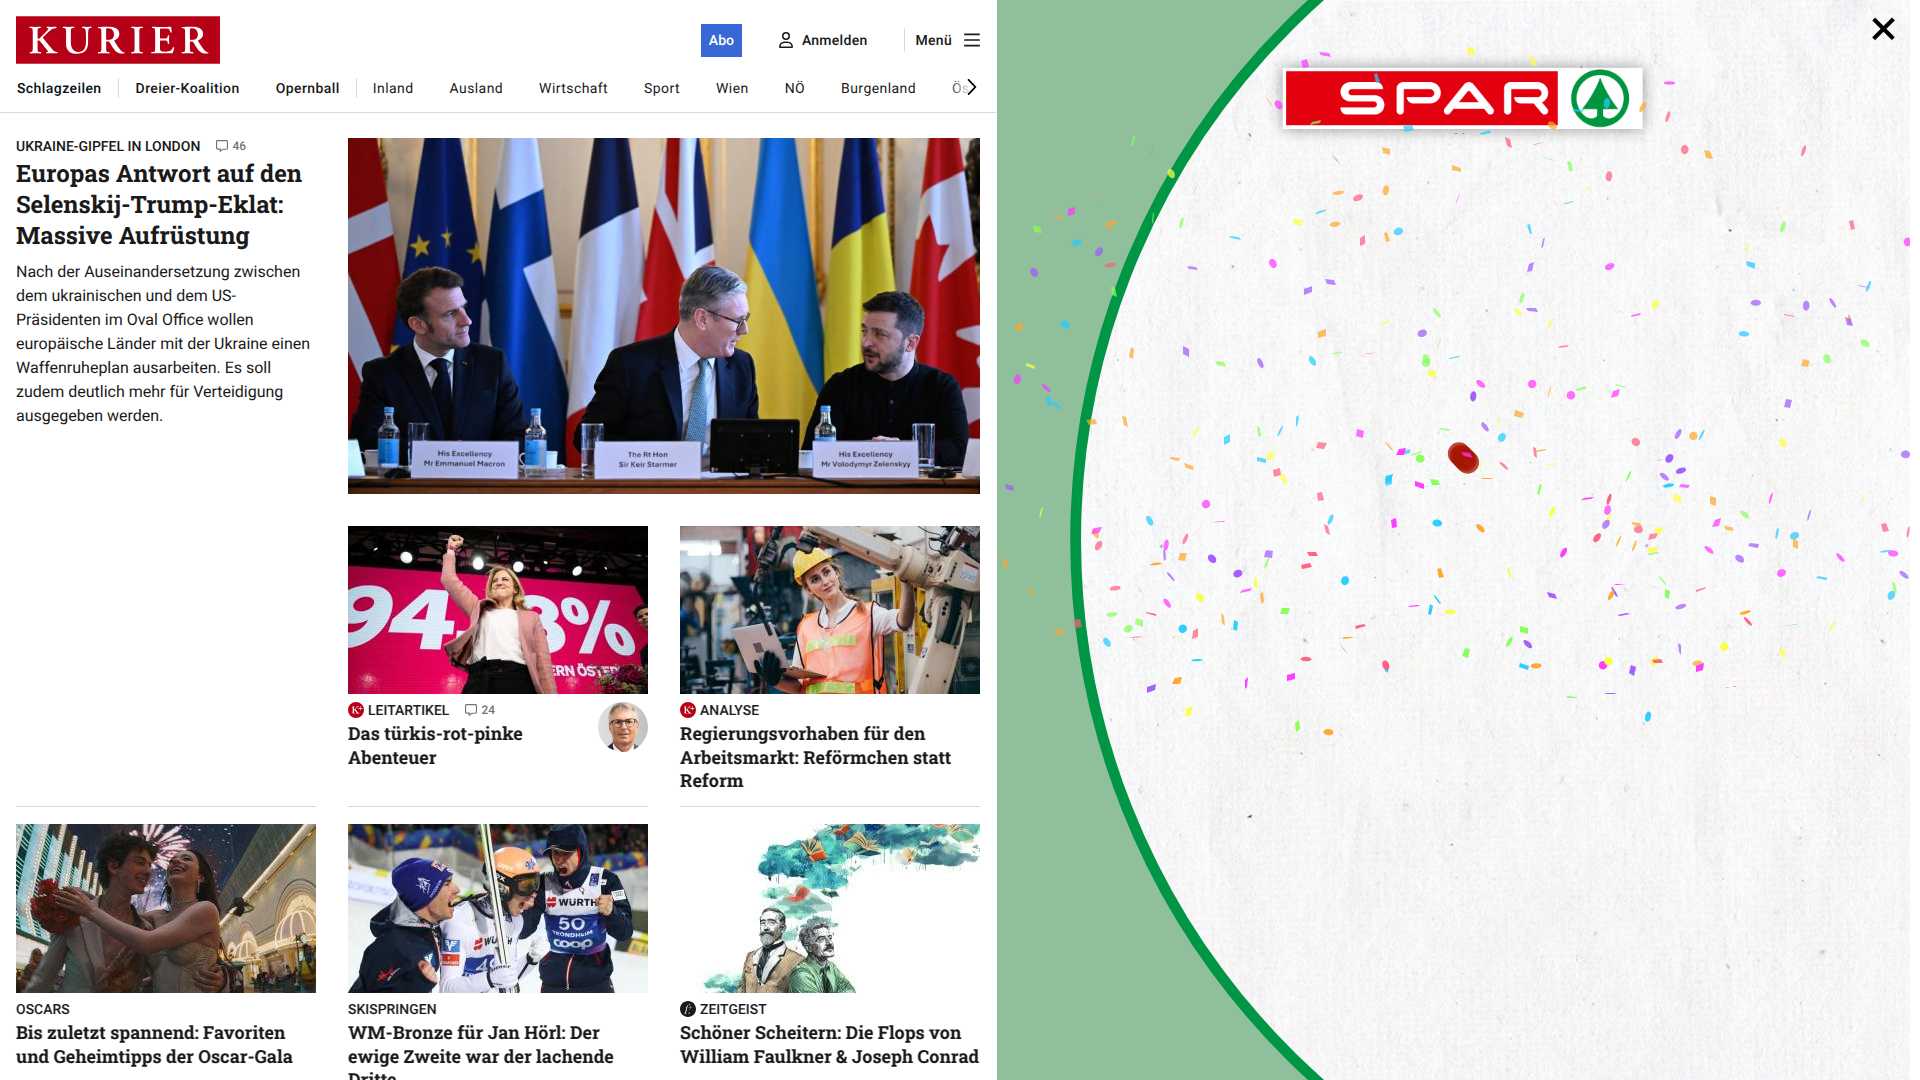 KURIER
Abo
Anmelden
Menü
Schlagzeilen
Dreier-Koalition
Opernball
Inland
Ausland
Wirtschaft
Sport
Wien
NÖ
Burgenland
SPAR
UKRAINE-GIPFEL IN LONDON 46
Europas Antwort auf den
Selenskij-Trump-Eklat:
Massive Aufrüstung
Nach der Auseinandersetzung zwischen
dem ukrainischen und dem US-
Präsidenten im Oval Office wollen
europäische Länder mit der Ukraine einen
Waffenruheplan ausarbeiten. Es soll
zudem deutlich mehr für Verteidigung
ausgegeben werden.
His Excellency
Mr Emmanuel Macron
The Rt Hon
Sir Keir Starmer
His Excellency
Mr Volodymyr Zelenskyy
K+ LEITARTIKEL 24
Das türkis-rot-pinke
Abenteuer
K+ ANALYSE
Regierungsvorhaben für den
Arbeitsmarkt: Reförmchen statt
Reform
WÜRTH
50
TRONDHEIM
coop
OSCARS
Bis zuletzt spannend: Favoriten
und Geheimtipps der Oscar-Gala
SKISPRINGEN
WM-Bronze für Jan Hörl: Der
ewige Zweite war der lachende
Dritte
ZEITGEIST
Schöner Scheitern: Die Flops von
William Faulkner & Joseph Conrad